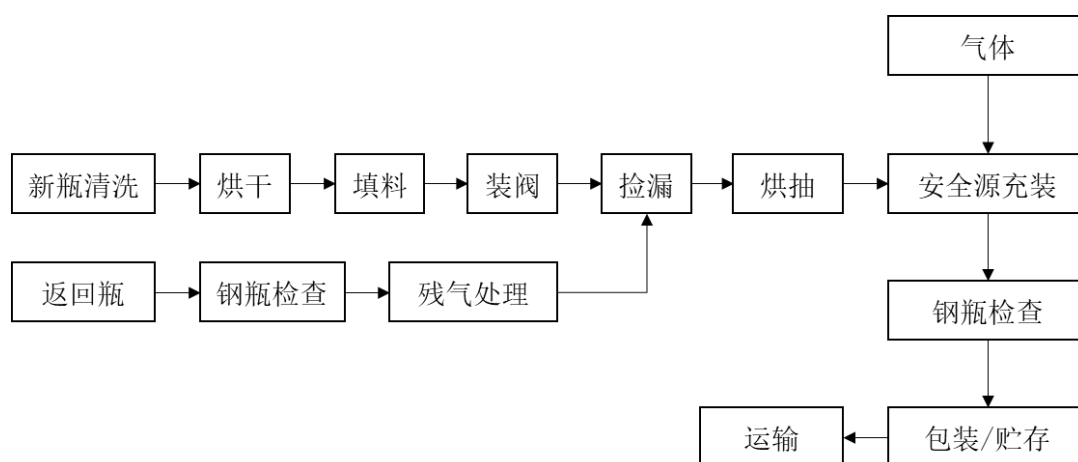 气体
新瓶清洗
烘干
填料
装阀
捡漏
烘抽
安全源充装
返回瓶
钢瓶检查
残气处理
钢瓶检查
运输
包装/贮存